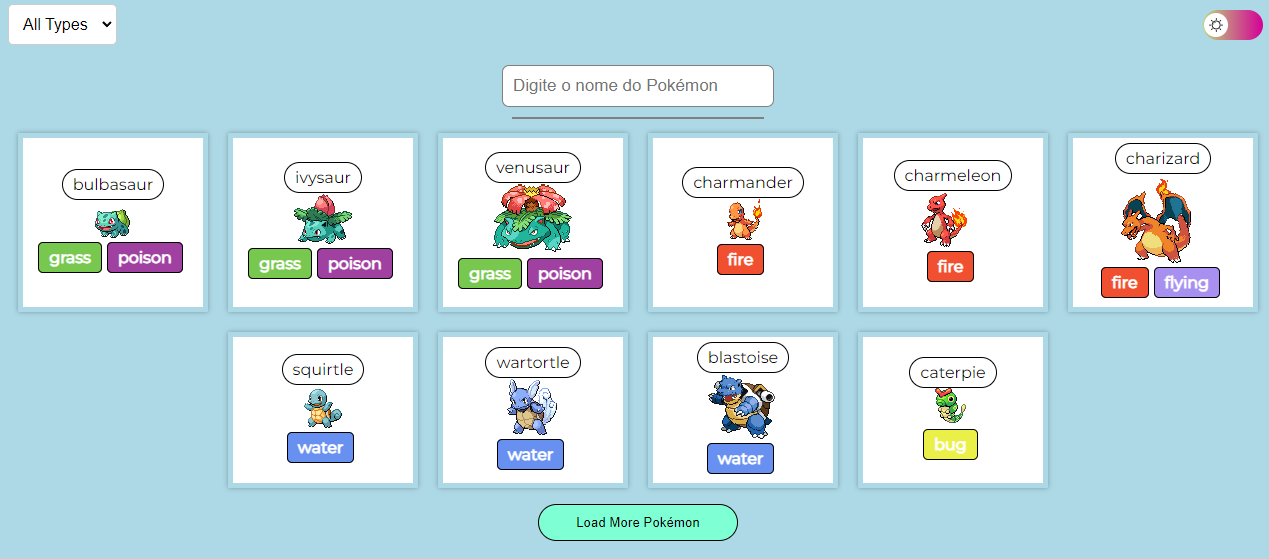 All Types
Digite o nome do Pokémon
bulbasaur
grass poison
ivysaur
grass poison
venusaur
grass poison
charmander
fire
charmeleon
fire
charizard
fire flying
squirtle
water
wartortle
water
blastoise
water
caterpie
bug
Load More Pokémon